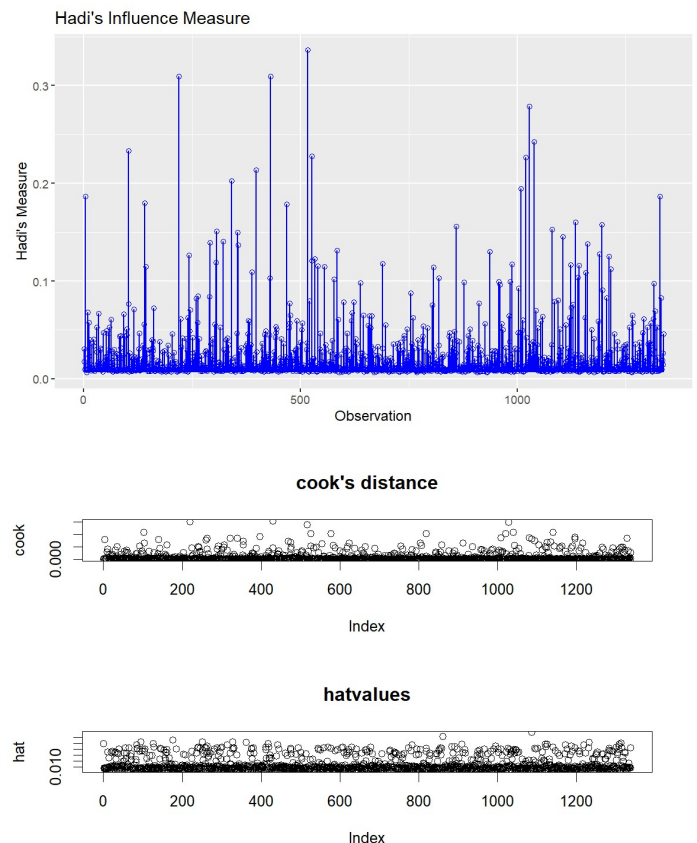 Hadi's Influence Measure
Hadi's Measure
0.3
0.2
0.1
0.0
0 500 1000
Observation
cook's distance
cook
0.000
0 200 400 600 800 1000 1200
Index
hatvalues
hat
0.010
0 200 400 600 800 1000 1200
Index